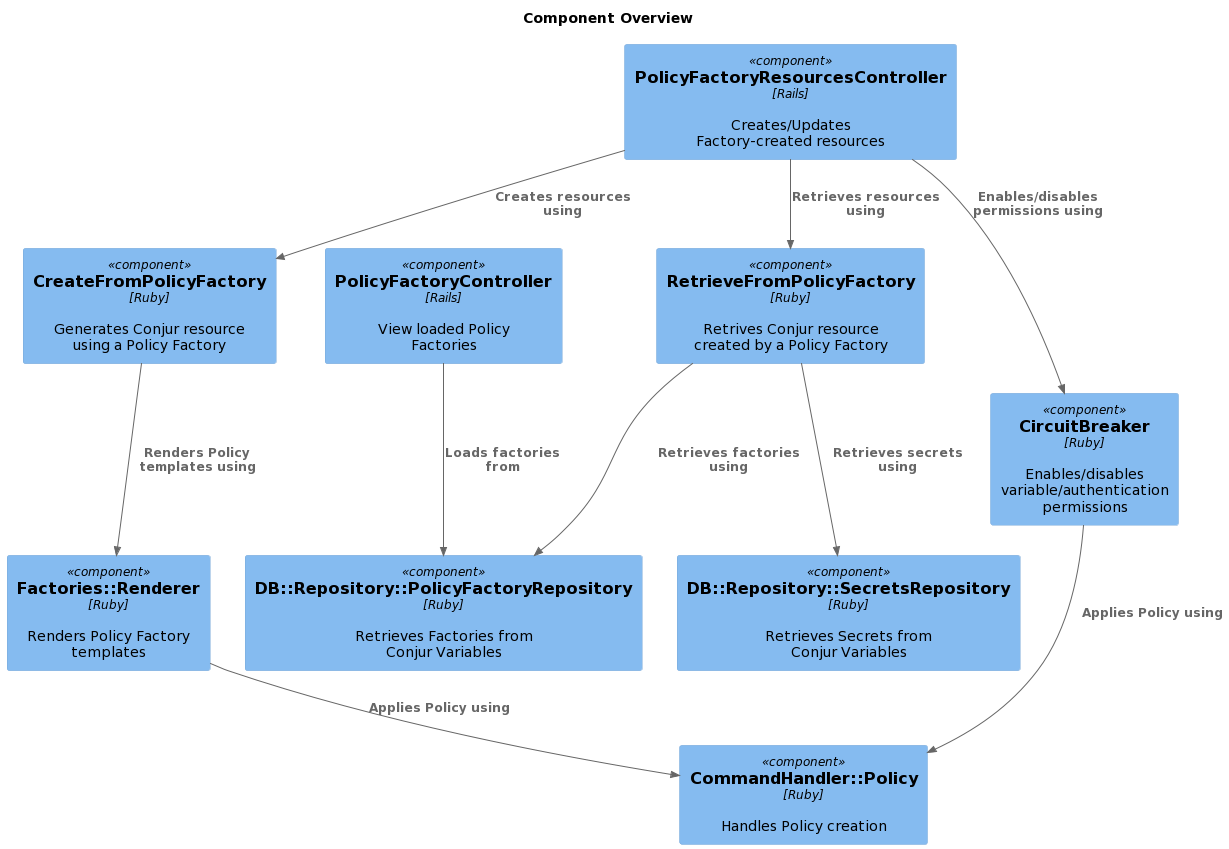 Component Overview
«component»
PolicyFactoryResourcesController
[Rails]
Creates/Updates
Factory-created resources
Creates resources
using
Retrieves resources
using
Enables/disables
permissions using
«component»
CreateFromPolicyFactory
[Ruby]
Generates Conjur resource
using a Policy Factory
«component»
PolicyFactoryController
[Rails]
View loaded Policy
Factories
«component»
RetrieveFromPolicyFactory
[Ruby]
Retrives Conjur resource
created by a Policy Factory
«component»
CircuitBreaker
[Ruby]
Enables/disables
variable/authentication
permissions
Renders Policy
templates using
Loads factories
from
Retrieves factories
using
Retrieves secrets
using
«component»
Factories::Renderer
[Ruby]
Renders Policy Factory
templates
«component»
DB::Repository::PolicyFactoryRepository
[Ruby]
Retrieves Factories from
Conjur Variables
«component»
DB::Repository::SecretsRepository
[Ruby]
Retrieves Secrets from
Conjur Variables
Applies Policy using
Applies Policy using
«component»
CommandHandler::Policy
[Ruby]
Handles Policy creation